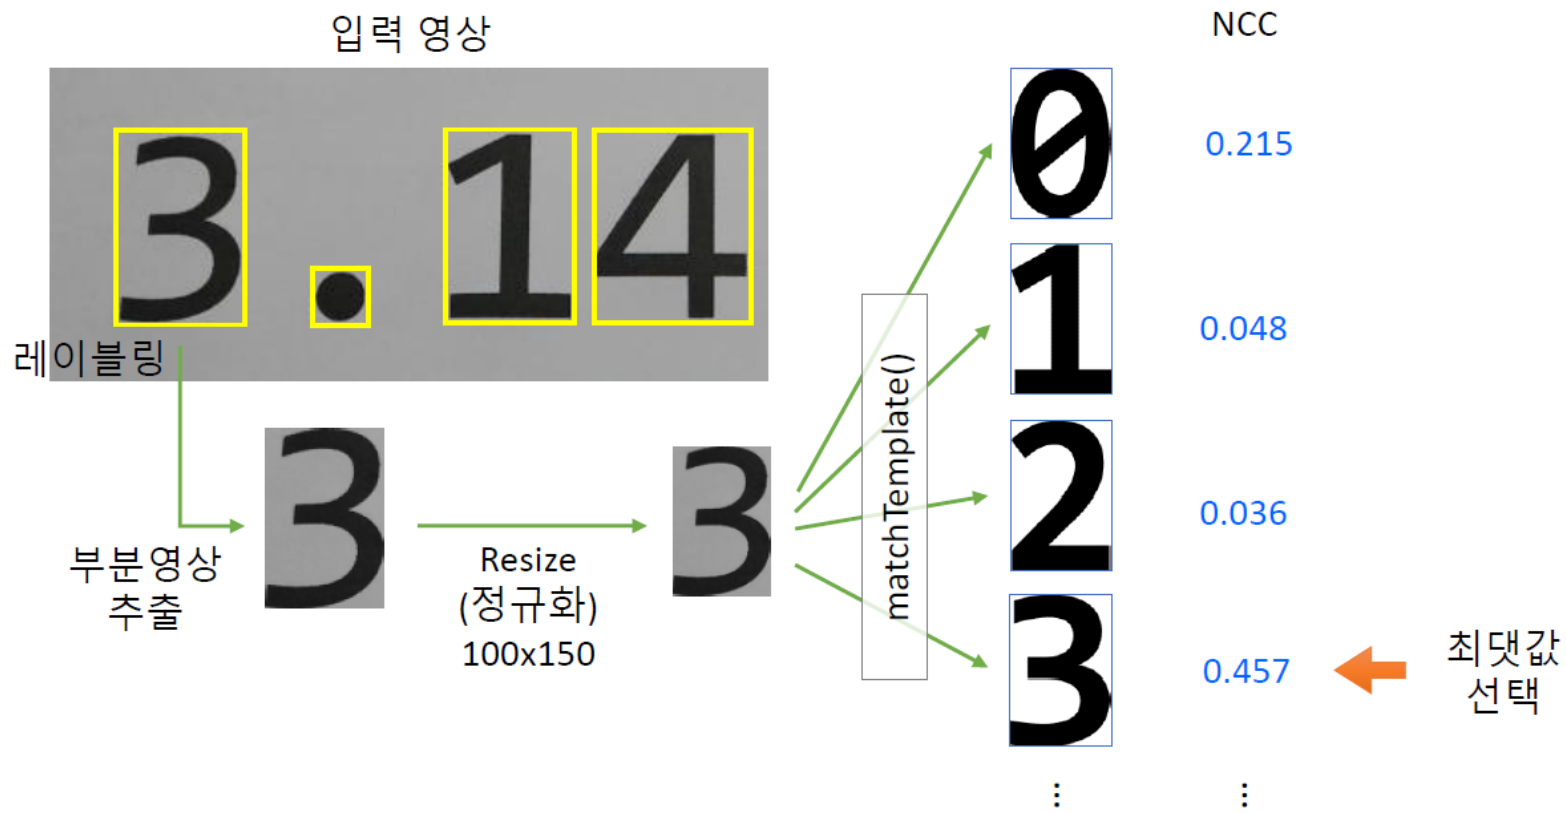 입력 영상
NCC
3.14
레이블링
부분영상
추출
3
Resize
(정규화)
100x150
3
matchTemplate()
0
0.215
1
0.048
2
0.036
3
0.457
최댓값
선택
⋮
⋮